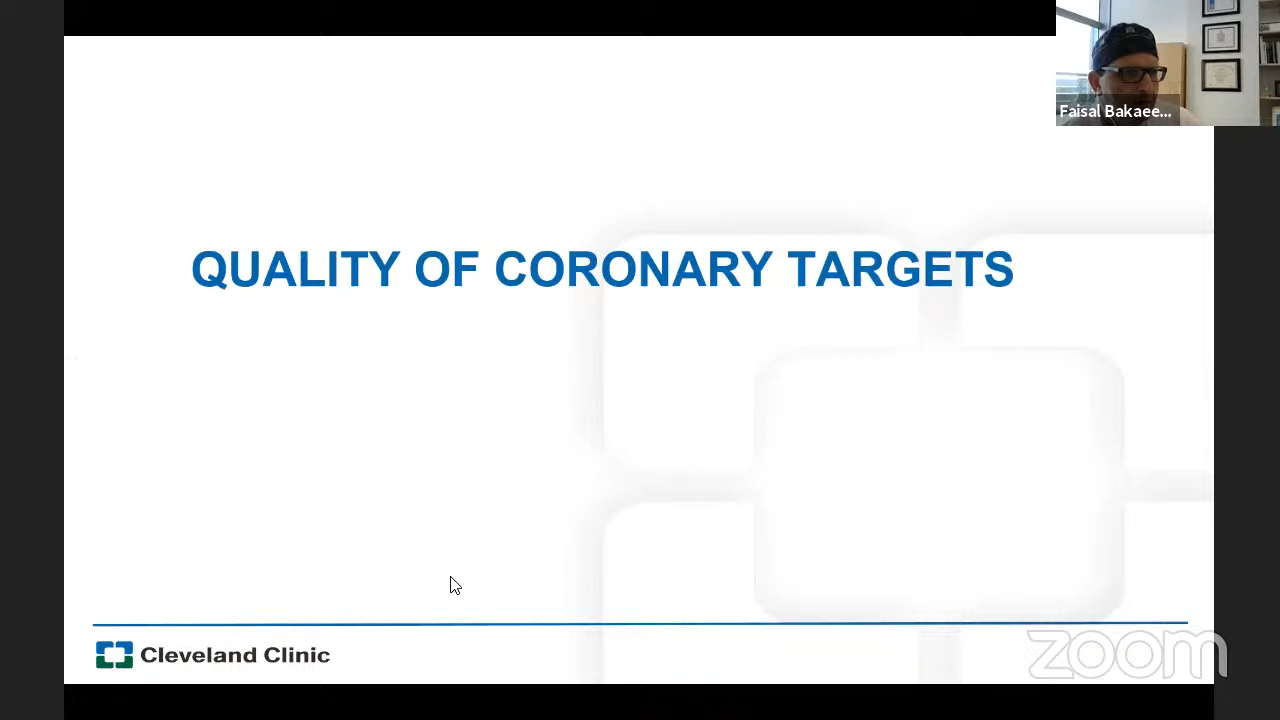 Faisal Bakaee...
QUALITY OF CORONARY TARGETS
Cleveland Clinic
zoom